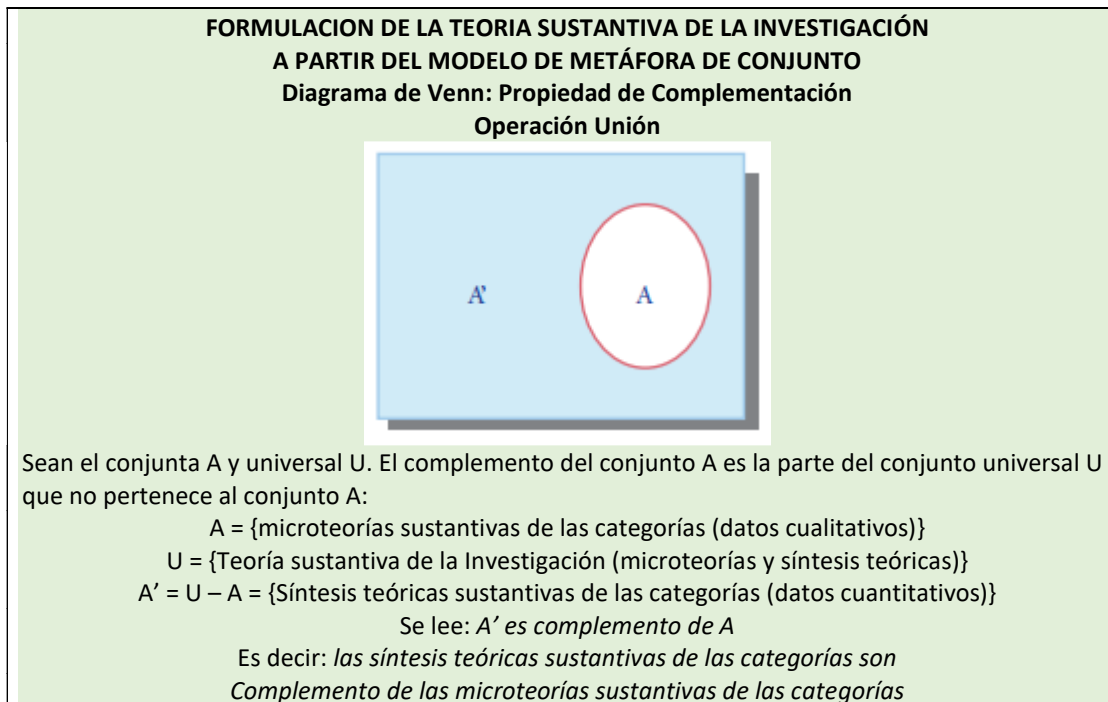 FORMULACION DE LA TEORIA SUSTANTIVA DE LA INVESTIGACIÓN
A PARTIR DEL MODELO DE METÁFORA DE CONJUNTO
Diagrama de Venn: Propiedad de Complementación
Operación Unión
A’ A
Sean el conjunta A y universal U. El complemento del conjunto A es la parte del conjunto universal U
que no pertenece al conjunto A:
A = {microteorías sustantivas de las categorías (datos cualitativos)}
U = {Teoría sustantiva de la Investigación (microteorías y síntesis teóricas)}
A’ = U – A = {Síntesis teóricas sustantivas de las categorías (datos cuantitativos)}
Se lee: A’ es complemento de A
Es decir: las síntesis teóricas sustantivas de las categorías son
Complemento de las microteorías sustantivas de las categorías